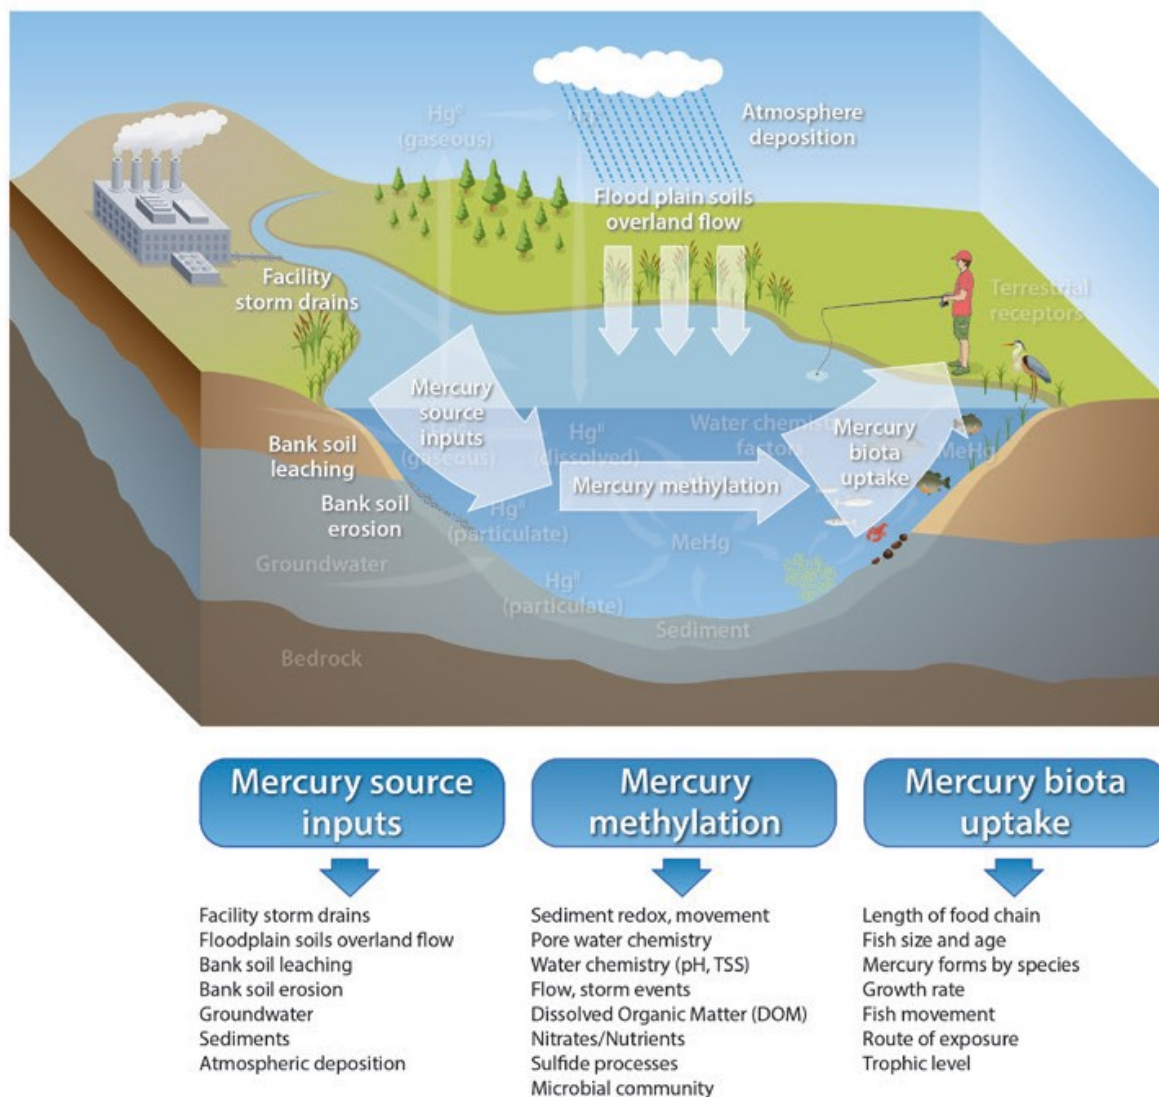 Hg⁰
(gaseous)
Atmosphere
deposition
Flood plain soils
overland flow
Facility
storm drains
Terrestrial
receptors
Mercury
source
inputs
(gaseous)
Hgᴵᴵ
(dissolved)
Water chemistry
factors
Mercury
biota
uptake
MeHg
Bank soil
leaching
Mercury methylation
Bank soil
erosion
Hgᴵᴵ
(particulate)
MeHg
Groundwater
Hgᴵᴵ
(particulate)
Sediment
Bedrock
Mercury source
inputs
Facility storm drains
Floodplain soils overland flow
Bank soil leaching
Bank soil erosion
Groundwater
Sediments
Atmospheric deposition
Mercury
methylation
Sediment redox, movement
Pore water chemistry
Water chemistry (pH, TSS)
Flow, storm events
Dissolved Organic Matter (DOM)
Nitrates/Nutrients
Sulfide processes
Microbial community
Mercury biota
uptake
Length of food chain
Fish size and age
Mercury forms by species
Growth rate
Fish movement
Route of exposure
Trophic level